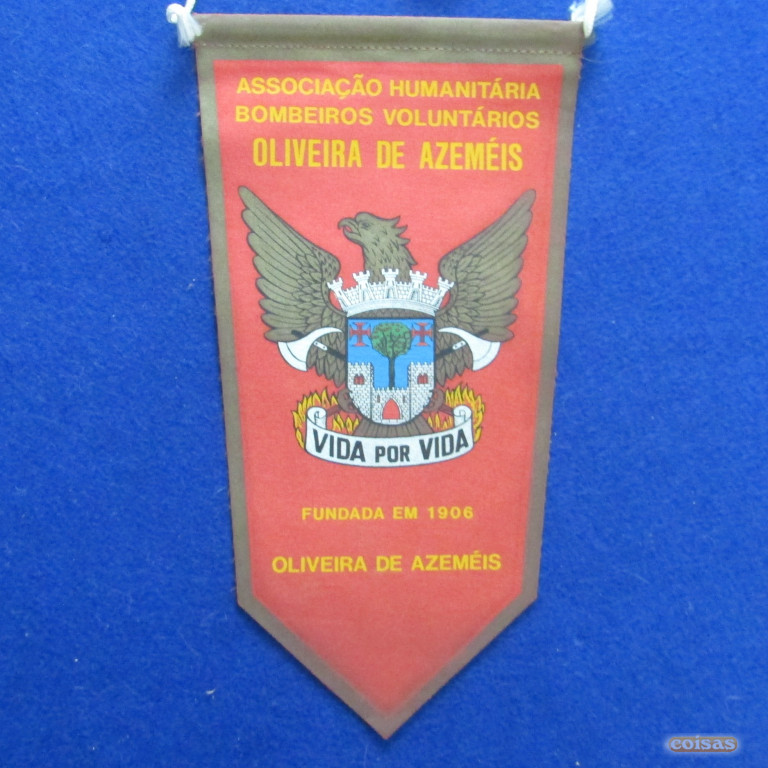 ASSOCIAÇÃO HUMANITÁRIA
BOMBEIROS VOLUNTÁRIOS
OLIVEIRA DE AZEMÉIS
VIDA POR VIDA
FUNDADA EM 1906
OLIVEIRA DE AZEMÉIS
coisas